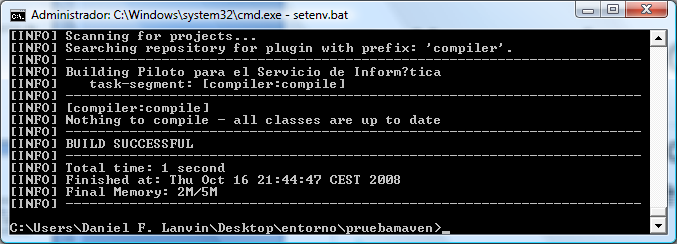 Administrador: C:\Windows\system32\cmd.exe - setenv.bat
[INFO] Scanning for projects...
[INFO] Searching repository for plugin with prefix: 'compiler'.
[INFO] ------------------------------------------------------------------------
[INFO] Building Piloto para el Servicio de Inform?tica
[INFO]    task-segment: [compiler:compile]
[INFO] ------------------------------------------------------------------------
[INFO] [compiler:compile]
[INFO] Nothing to compile - all classes are up to date
[INFO] ------------------------------------------------------------------------
[INFO] BUILD SUCCESSFUL
[INFO] ------------------------------------------------------------------------
[INFO] Total time: 1 second
[INFO] Finished at: Thu Oct 16 21:44:47 CEST 2008
[INFO] Final Memory: 2M/5M
[INFO] ------------------------------------------------------------------------
C:\Users\Daniel F. Lanvin\Desktop\entorno\pruebamaven>_